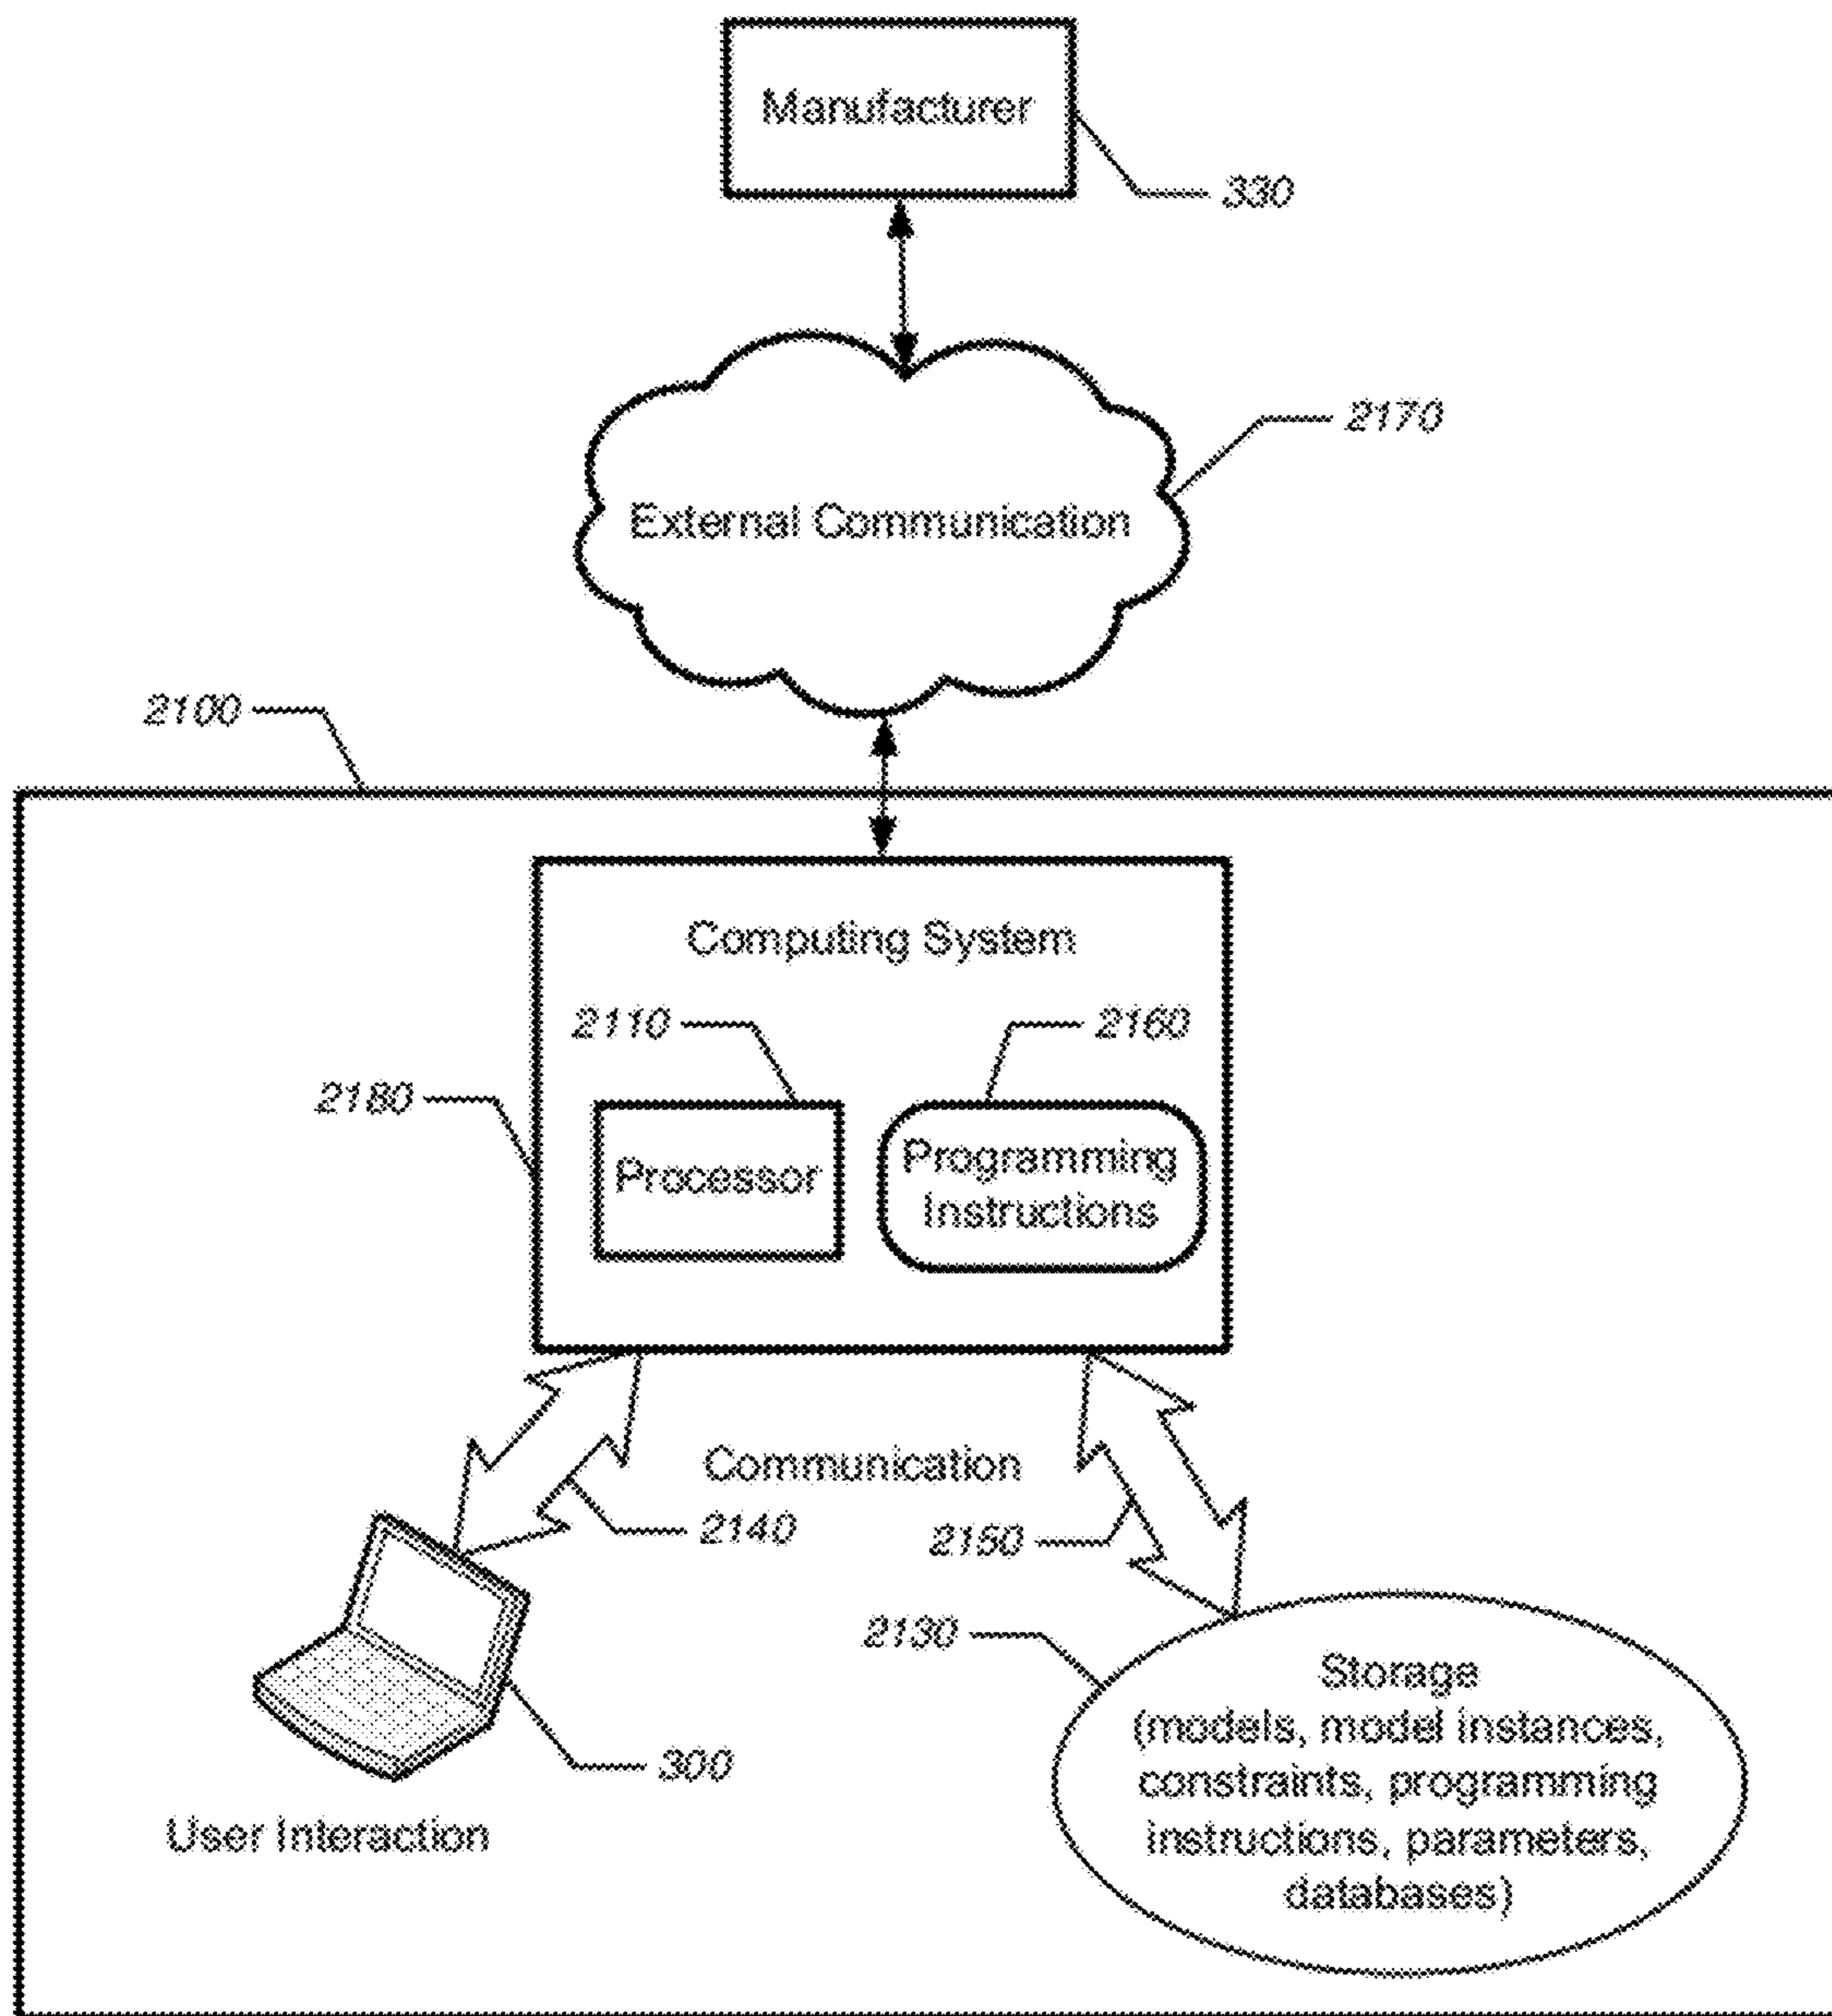 Manufacturer
330
2170
External Communication
2100
Computing System
2110
2160
2180
Processor
Programming
Instructions
Communication
2140
2150
2130
Storage
(models, model instances,
constraints, programming
instructions, parameters,
databases)
300
User Interaction